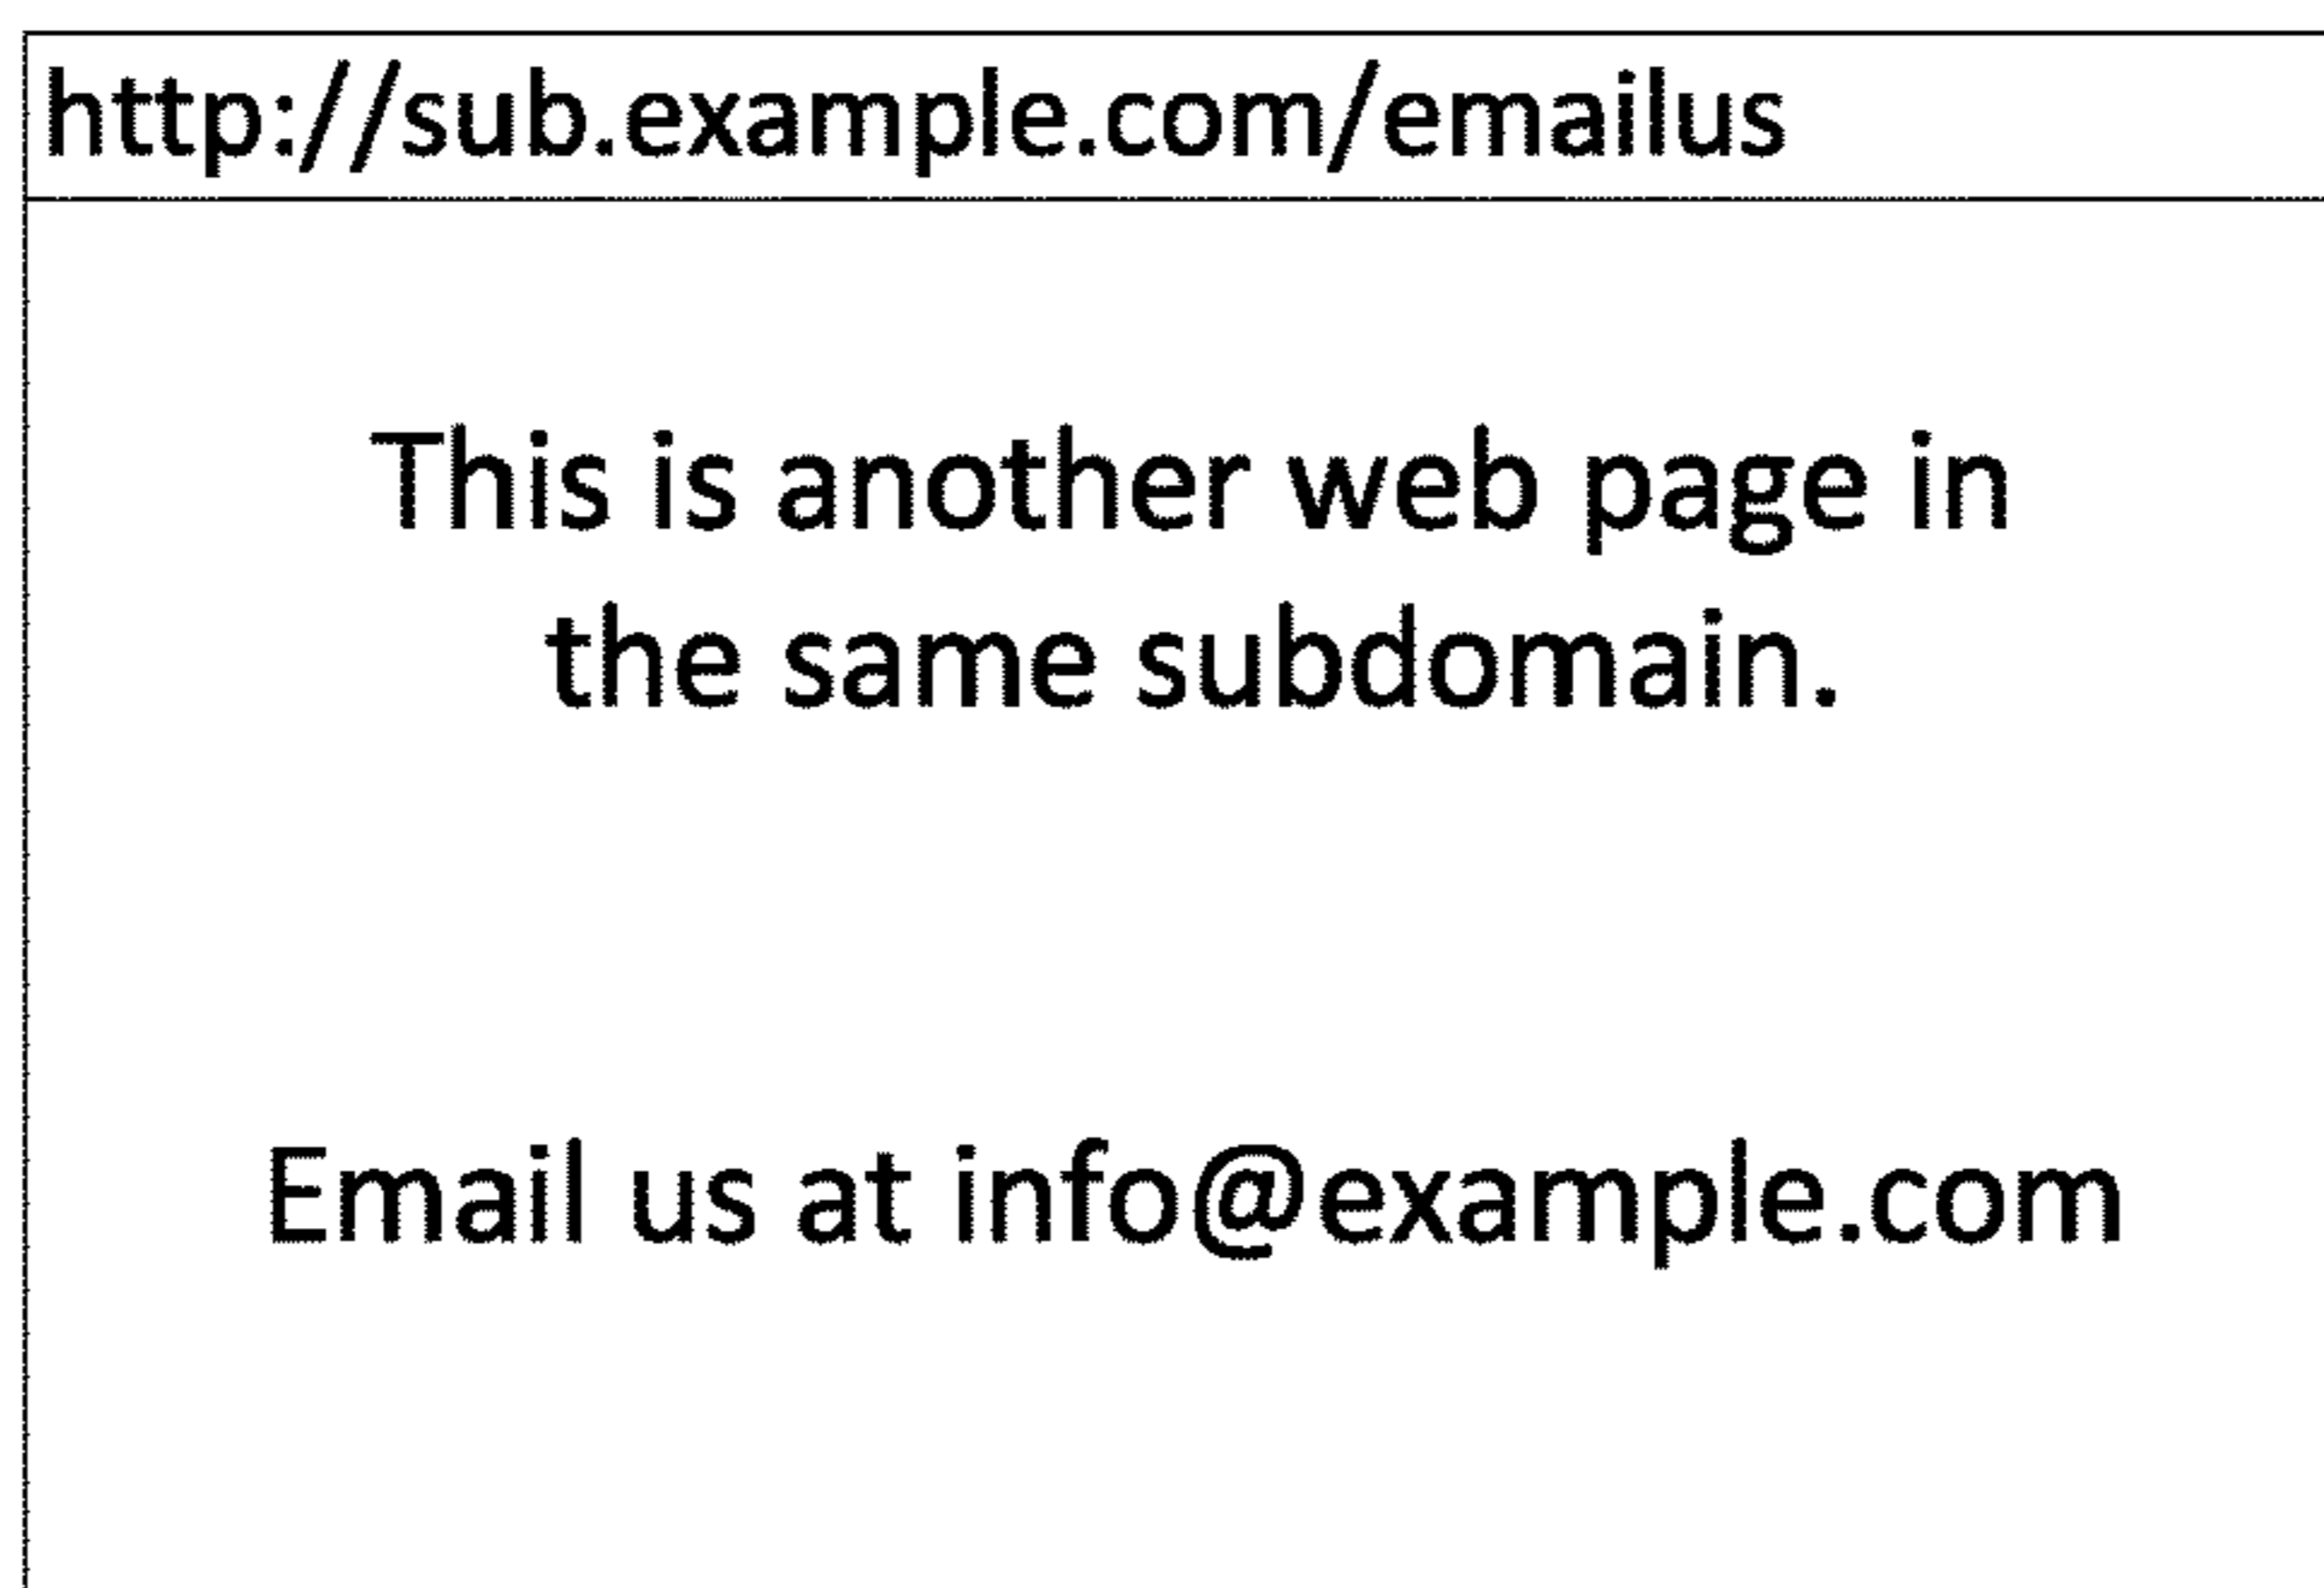 http://sub.example.com/emailus
This is another web page in
the same subdomain.
Email us at info@example.com